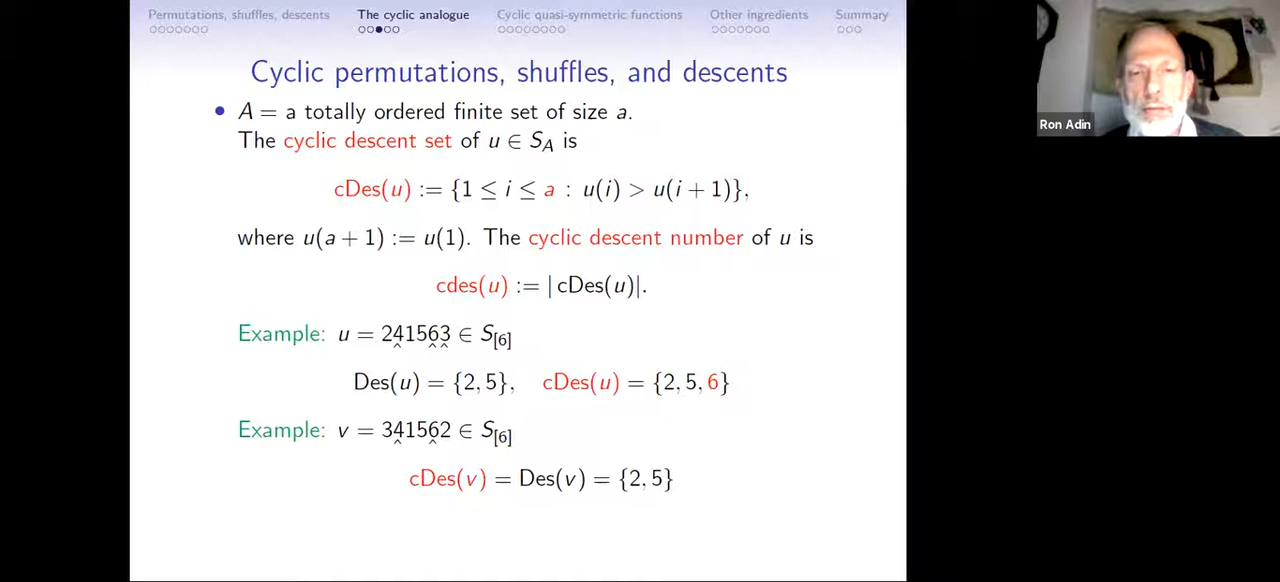 Permutations, shuffles, descents The cyclic analogue Cyclic quasi-symmetric functions Other ingredients Summary
Cyclic permutations, shuffles, and descents
• A = a totally ordered finite set of size a.
The cyclic descent set of u ∈ S_A is
cDes(u) := {1 ≤ i ≤ a : u(i) > u(i + 1)},
where u(a + 1) := u(1). The cyclic descent number of u is
cdes(u) := | cDes(u)|.
Example: u = 241563 ∈ S_[6]
Des(u) = {2, 5}, cDes(u) = {2, 5, 6}
Example: v = 341562 ∈ S_[6]
cDes(v) = Des(v) = {2, 5}
Ron Adin